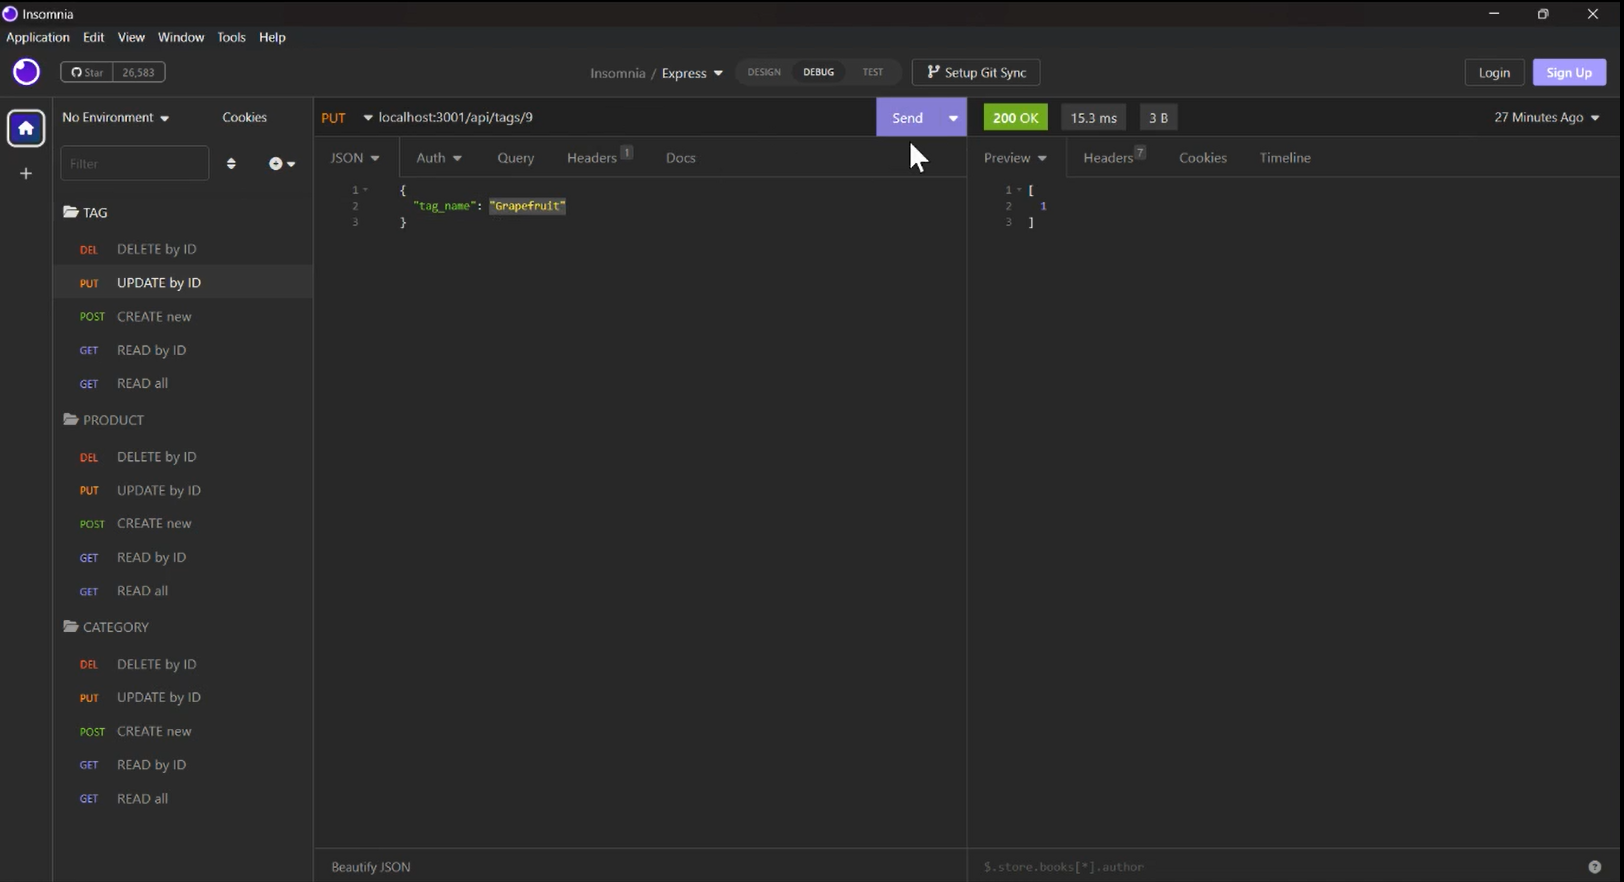 Insomnia
Application Edit View Window Tools Help
Star 26,583
Insomnia / Express
DESIGN DEBUG TEST
Setup Git Sync
Login
Sign Up
No Environment
Cookies
Filter
TAG
DEL DELETE by ID
PUT UPDATE by ID
POST CREATE new
GET READ by ID
GET READ all
PRODUCT
DEL DELETE by ID
PUT UPDATE by ID
POST CREATE new
GET READ by ID
GET READ all
CATEGORY
DEL DELETE by ID
PUT UPDATE by ID
POST CREATE new
GET READ by ID
GET READ all
PUT localhost:3001/api/tags/9
Send
JSON Auth Query Headers 1 Docs
1 {
2 "tag_name": "Grapefruit"
3 }
Beautify JSON
200 OK 15.3 ms 3 B
27 Minutes Ago
Preview Headers 7 Cookies Timeline
1 [
2 1
3 ]
$.store.books[*].author
?